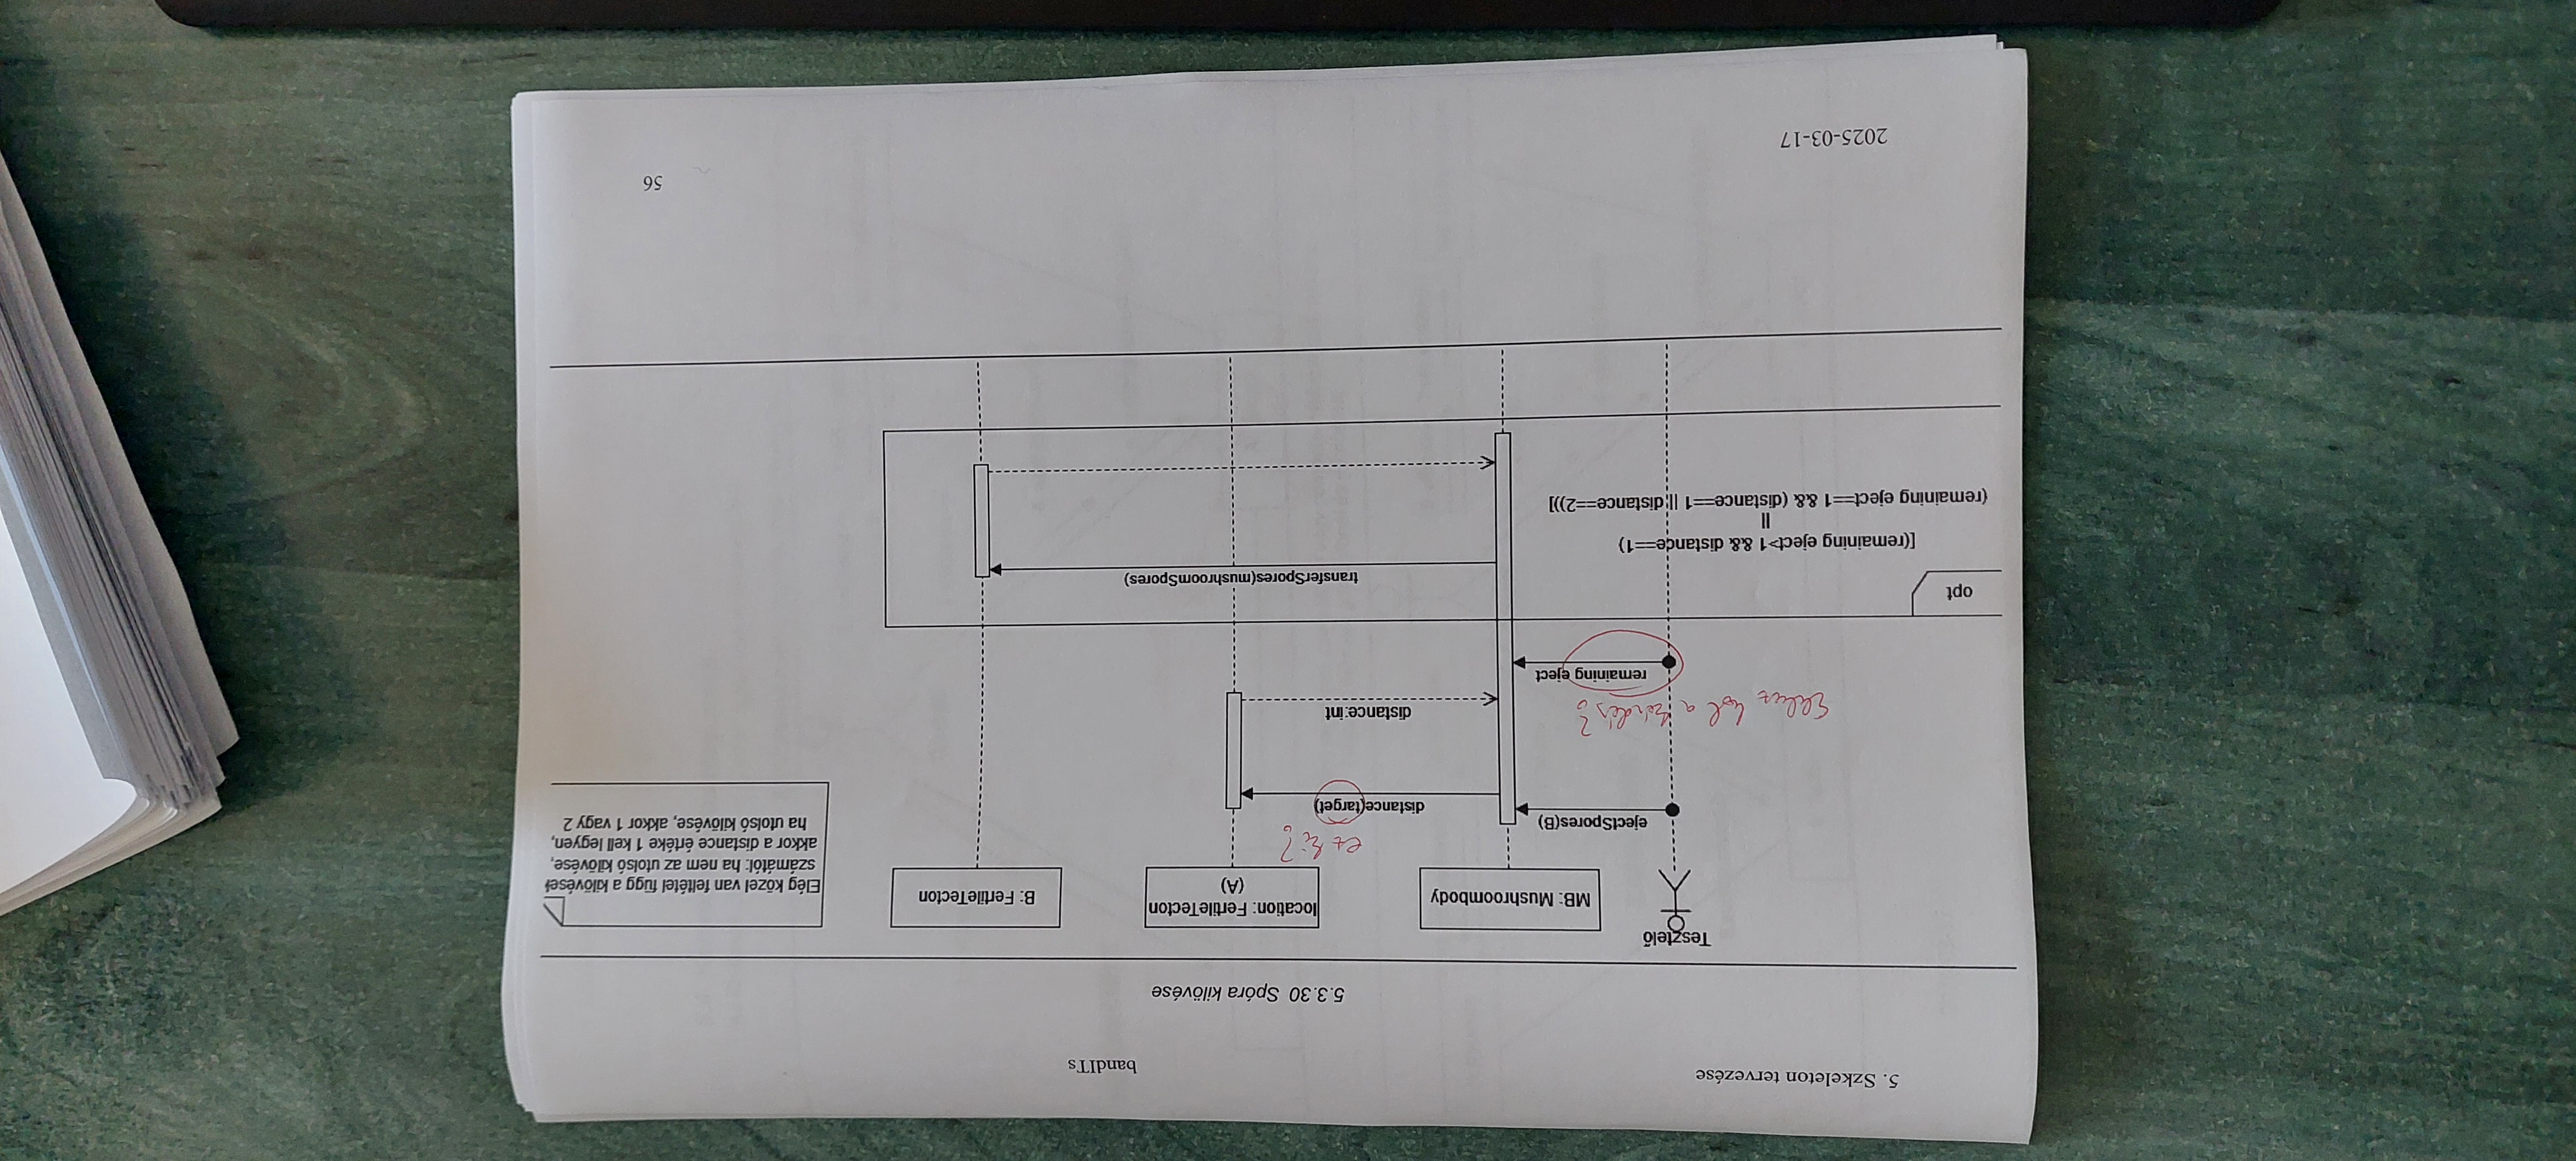 5. Szkeleton tervezése
bandITs
5.3.30 Spóra kilövése
Tesztelő
MB: Mushroombody
location: FertileTecton
(A)
B: FertileTecton
Elég közel van feltétel függ a kilövések
számától: ha nem az utolsó kilövése,
akkor a distance értéke 1 kell legyen,
ha utolsó kilövése, akkor 1 vagy 2
ez ki?
ejectSpores(B)
distance(target)
distance:int
Ehhez hol a kérdés?
remaining eject
opt
[(remaining eject>1 && distance==1)
||
(remaining eject==1 && (distance==1 || distance==2))]
transferSpores(mushroomSpores)
2025-03-17
56